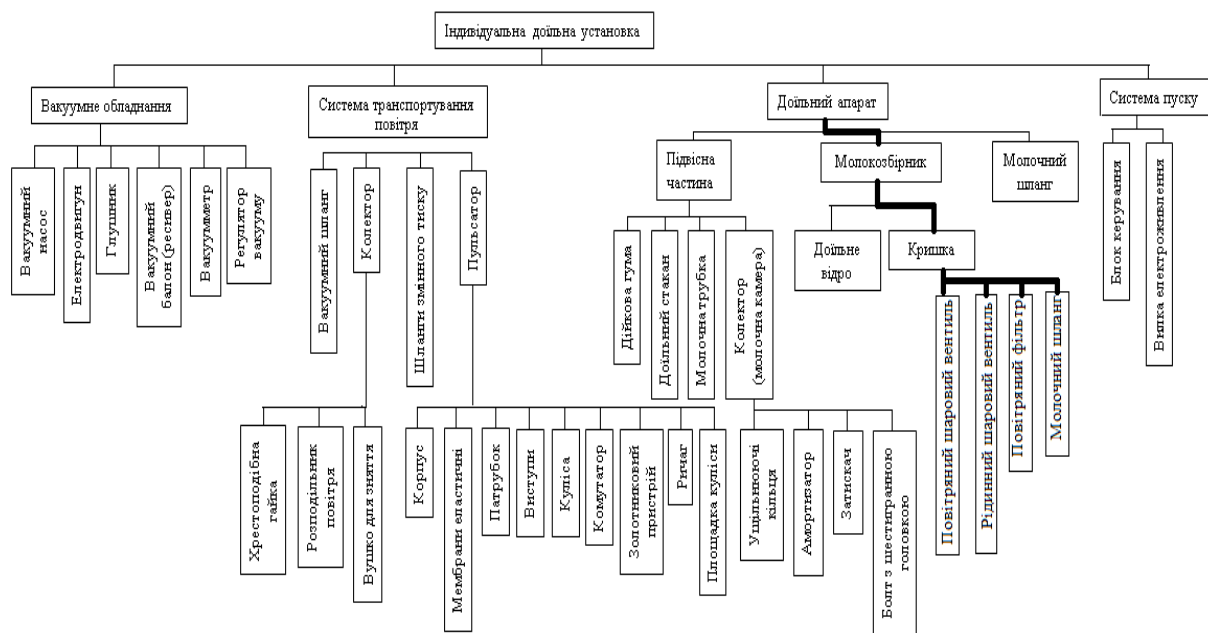 Індивідуальна доїльна установка
Вакуумне обладнання
Система транспортування
повітря
Доїльний апарат
Система пуску
Вакуумний
насос
Електродвигун
Глушник
Вакуумний
балон (ресивер)
Вакуумметр
Регулятор
вакууму
Вакуумний шланг
Колектор
Шланги змінного тиску
Пульсатор
Підвісна
частина
Молокозбірник
Молочний
шланг
Блок керування
Вилка електроживлення
Дійкова гума
Доїльний стакан
Молочна трубка
Колектор
(молочна камера)
Доїльне
відро
Кришка
Повітряний шаровий вентиль
Рідинний шаровий вентиль
Повітряний фільтр
Молочний шланг
Хрестоподібна
гайка
Розподільник
повітря
Вушко для зняття
Корпус
Мембрани еластичні
Патрубок
Виступи
Куліса
Комутатор
Золотниковий
пристрій
Ричаг
Площадка куліси
Ущільнюючі
кільця
Амортизатор
Затискач
Болт з шестигранною
головкою